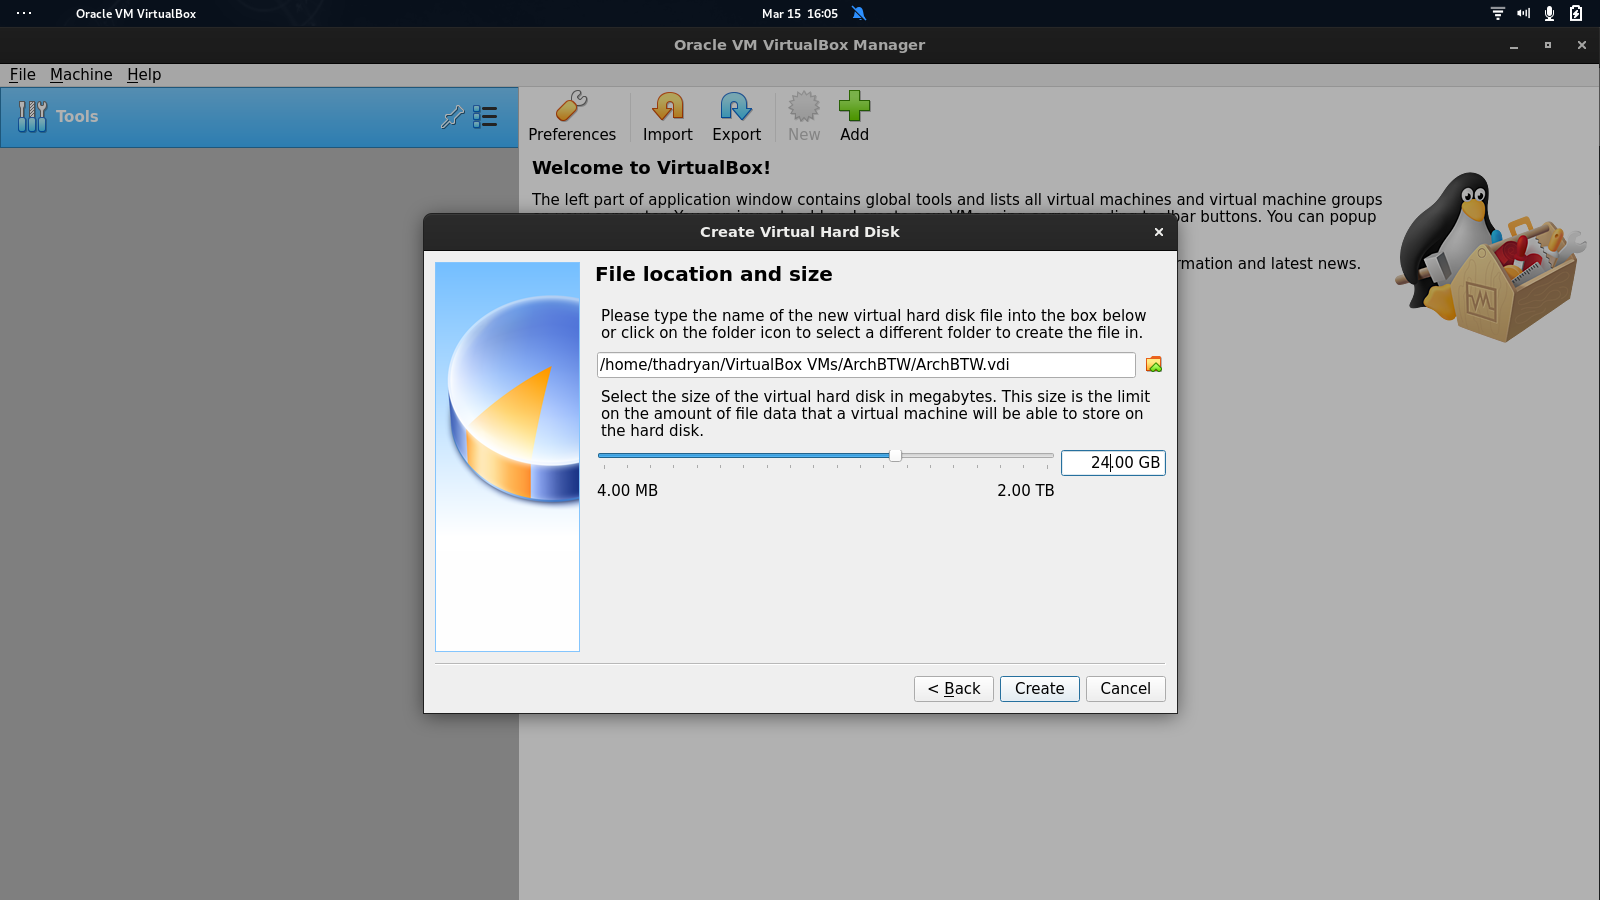 Oracle VM VirtualBox
Mar 15 16:05
Oracle VM VirtualBox Manager
File Machine Help
Tools
Preferences Import Export New Add
Welcome to VirtualBox!
The left part of application window contains global tools and lists all virtual machines and virtual machine groups
bar buttons. You can popup
rmation and latest news.
Create Virtual Hard Disk
File location and size
Please type the name of the new virtual hard disk file into the box below
or click on the folder icon to select a different folder to create the file in.
/home/thadryan/VirtualBox VMs/ArchBTW/ArchBTW.vdi
Select the size of the virtual hard disk in megabytes. This size is the limit
on the amount of file data that a virtual machine will be able to store on
the hard disk.
24.00 GB
4.00 MB 2.00 TB
< Back Create Cancel